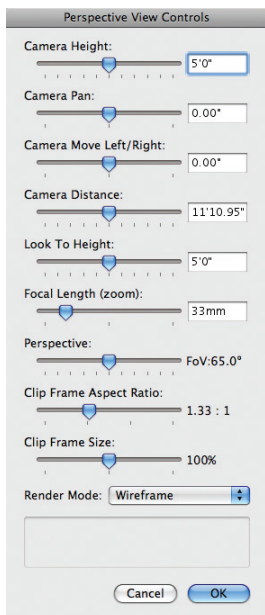 Perspective View Controls
Camera Height:
5'0"
Camera Pan:
0.00°
Camera Move Left/Right:
0.00°
Camera Distance:
11'10.95"
Look To Height:
5'0"
Focal Length (zoom):
33mm
Perspective:
FoV:65.0°
Clip Frame Aspect Ratio:
1.33 : 1
Clip Frame Size:
100%
Render Mode: Wireframe
Cancel OK